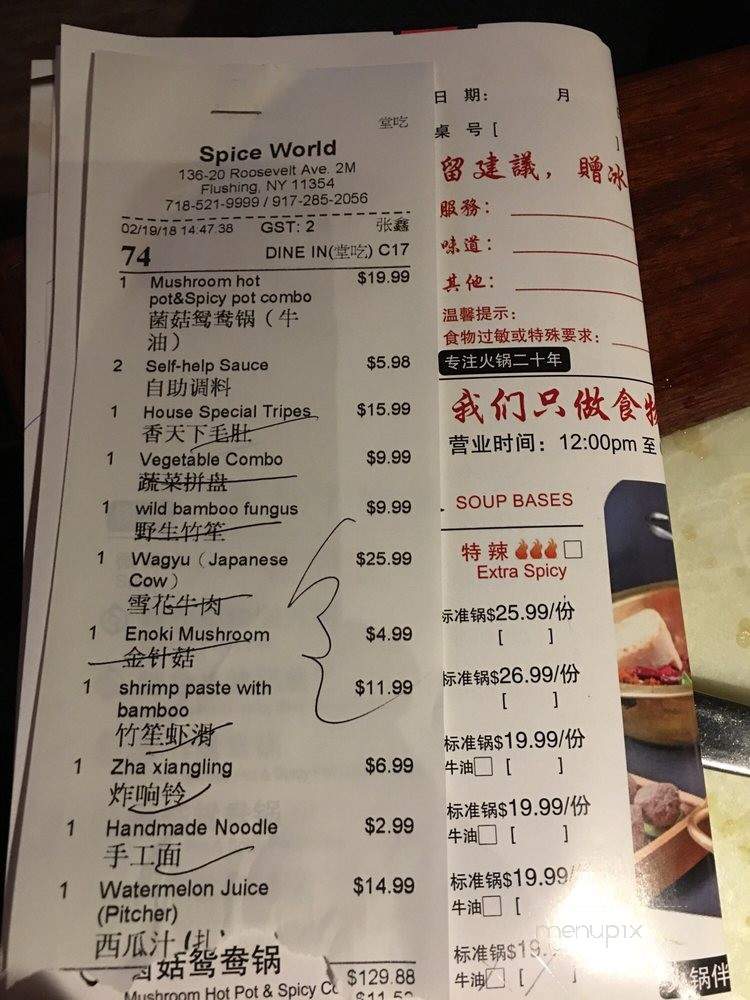 堂吃
Spice World
136-20 Roosevelt Ave. 2M
Flushing, NY 11354
718-521-9999 / 917-285-2056
02/19/18 14:47.38 GST: 2 张鑫
74 DINE IN(堂吃) C17
1 Mushroom hot $19.99
pot&Spicy pot combo
菌菇鸳鸯锅（牛
油）
2 Self-help Sauce $5.98
自助调料
1 House Special Tripes $15.99
香天下毛肚
1 Vegetable Combo $9.99
蔬菜拼盘
1 wild bamboo fungus $9.99
野生竹笙
1 Wagyu（Japanese $25.99
Cow）
雪花牛肉
1 Enoki Mushroom $4.99
金针菇
1 shrimp paste with $11.99
bamboo
竹笙虾滑
1 Zha xiangling $6.99
炸响铃
1 Handmade Noodle $2.99
手工面
1 Watermelon Juice $14.99
(Pitcher)
西瓜汁（扎
菇鸳鸯锅
$129.88
Mushroom Hot Pot & Spicy
日期： 月
桌 号 [ ]
留建議，贈冰
服務：
味道：
其他：
温馨提示：
食物过敏或特殊要求：
专注火锅二十年
我们只做食物
营业时间：12:00pm 至
SOUP BASES
特辣
Extra Spicy
标准锅$25.99/份
[ ]
标准锅$26.99/份
[ ]
标准锅$19.99/份
牛油□ [ ]
标准锅$19.99/份
牛油□ [ ]
标准锅$19.99/
牛油□ [
标准锅$19.
牛油□ [ ]
锅伴
menupix